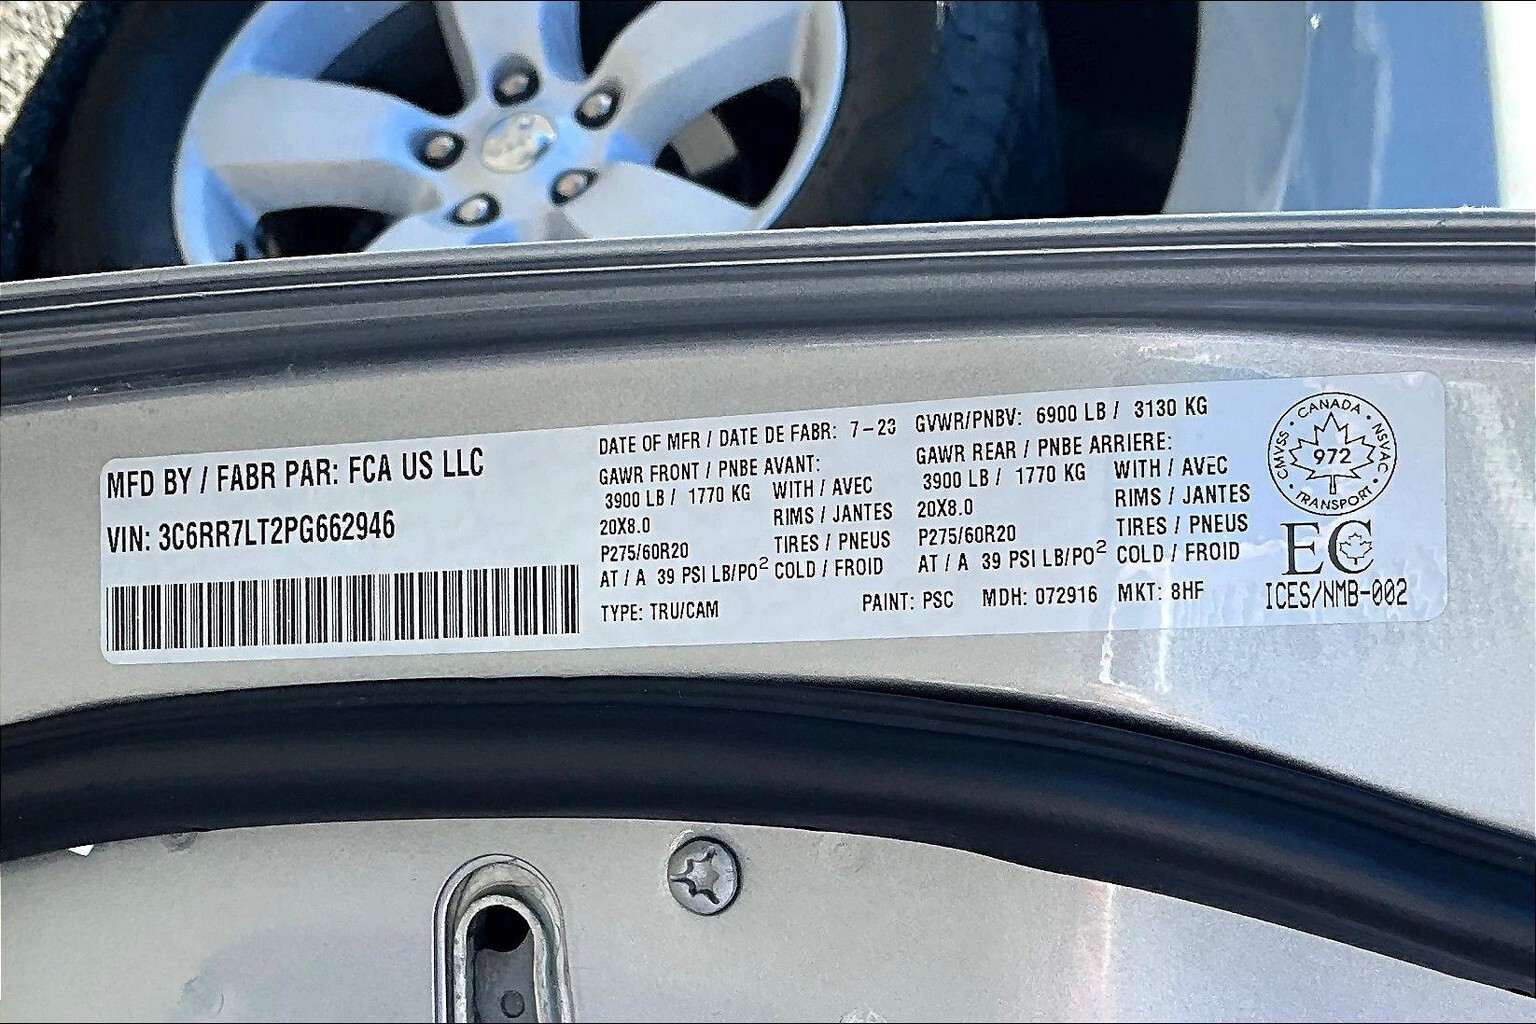 MFD BY / FABR PAR: FCA US LLC
VIN: 3C6RR7LT2PG662946
DATE OF MFR / DATE DE FABR: 7-23
GVWR/PNBV: 6900 LB / 3130 KG
GAWR FRONT / PNBE AVANT:
3900 LB / 1770 KG WITH / AVEC
20X8.0 RIMS / JANTES
P275/60R20 TIRES / PNEUS
AT / A 39 PSI LB/PO² COLD / FROID
GAWR REAR / PNBE ARRIERE:
3900 LB / 1770 KG WITH / AVEC
20X8.0 RIMS / JANTES
P275/60R20 TIRES / PNEUS
AT / A 39 PSI LB/PO² COLD / FROID
TYPE: TRU/CAM PAINT: PSC MDH: 072916 MKT: 8HF
CANADA
CMVSS 972 NSVAC
TRANSPORT
EC
ICES/NMB-002